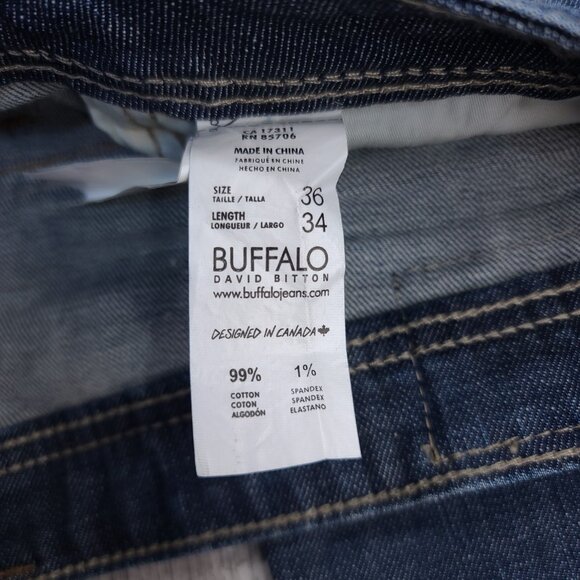 CA 17311
RN 85706
MADE IN CHINA
FABRIQUÉ EN CHINE
HECHO EN CHINA
SIZE 36
TAILLE / TALLA
LENGTH 34
LONGUEUR / LARGO
BUFFALO
DAVID BITTON
www.buffalojeans.com
DESIGNED IN CANADA
99% 1%
COTTON SPANDEX
COTON SPANDEX
ALGODÓN ELASTANO